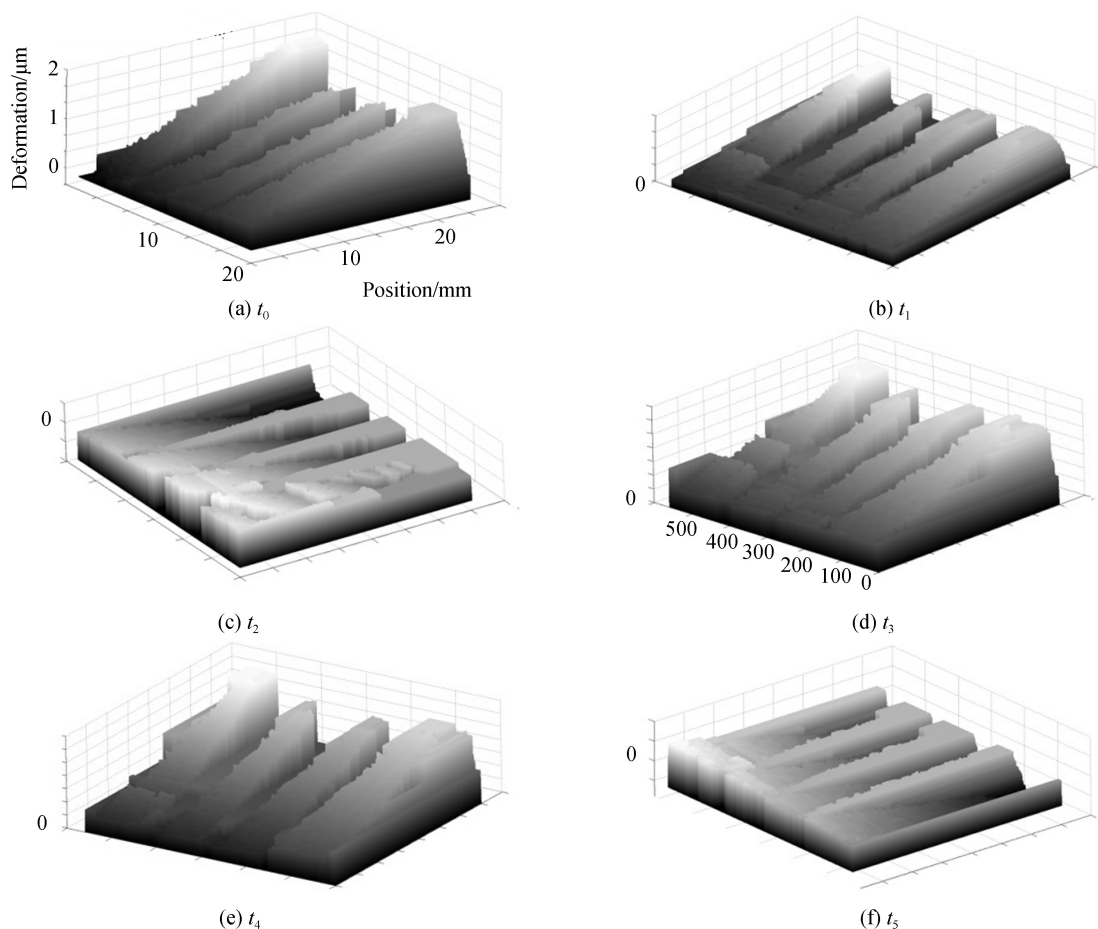 Deformation/μm
2
1
0
10
20
10
20
Position/mm
(a) t₀
0
(b) t₁
0
(c) t₂
0
500
400
300
200
100
0
(d) t₃
0
(e) t₄
0
(f) t₅